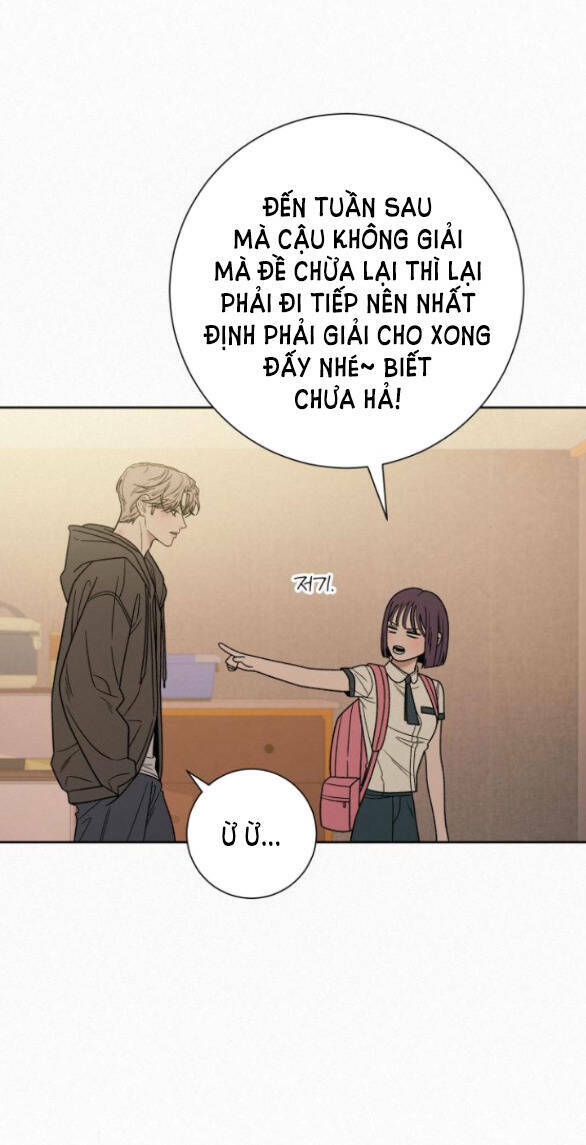 ĐẾN TUẦN SAU
MÀ CẬU KHÔNG GIẢI
MÀ ĐỀ CHỪA LẠI THÌ LẠI
PHẢI ĐI TIẾP NÊN NHẤT
ĐỊNH PHẢI GIẢI CHO XONG
ĐẤY NHÉ~ BIẾT
CHƯA HẢ!
저기.
Ừ Ừ...